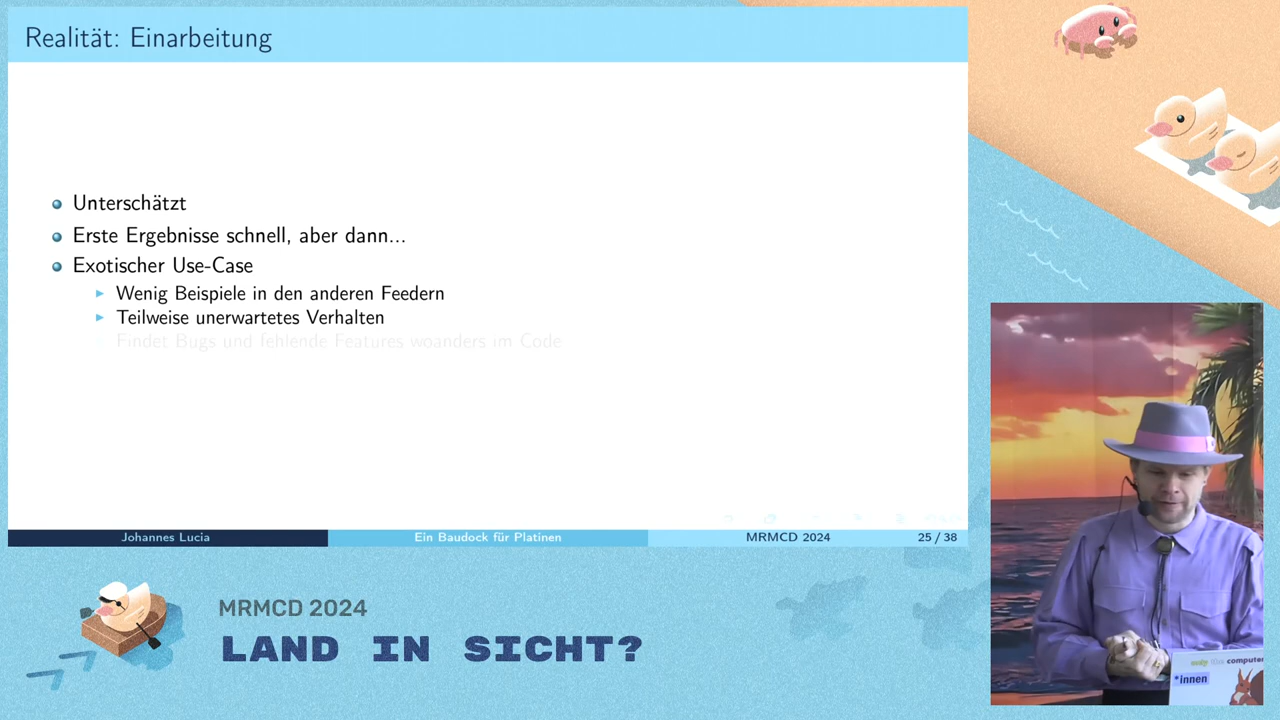 Realität: Einarbeitung
Unterschätzt
Erste Ergebnisse schnell, aber dann...
Exotischer Use-Case
Wenig Beispiele in den anderen Feedern
Teilweise unerwartetes Verhalten
Findet Bugs und fehlende Features woanders im Code
Johannes Lucia
Ein Baudock für Platinen
MRMCD 2024
25 / 38
MRMCD 2024
LAND IN SICHT?
computer
*innen